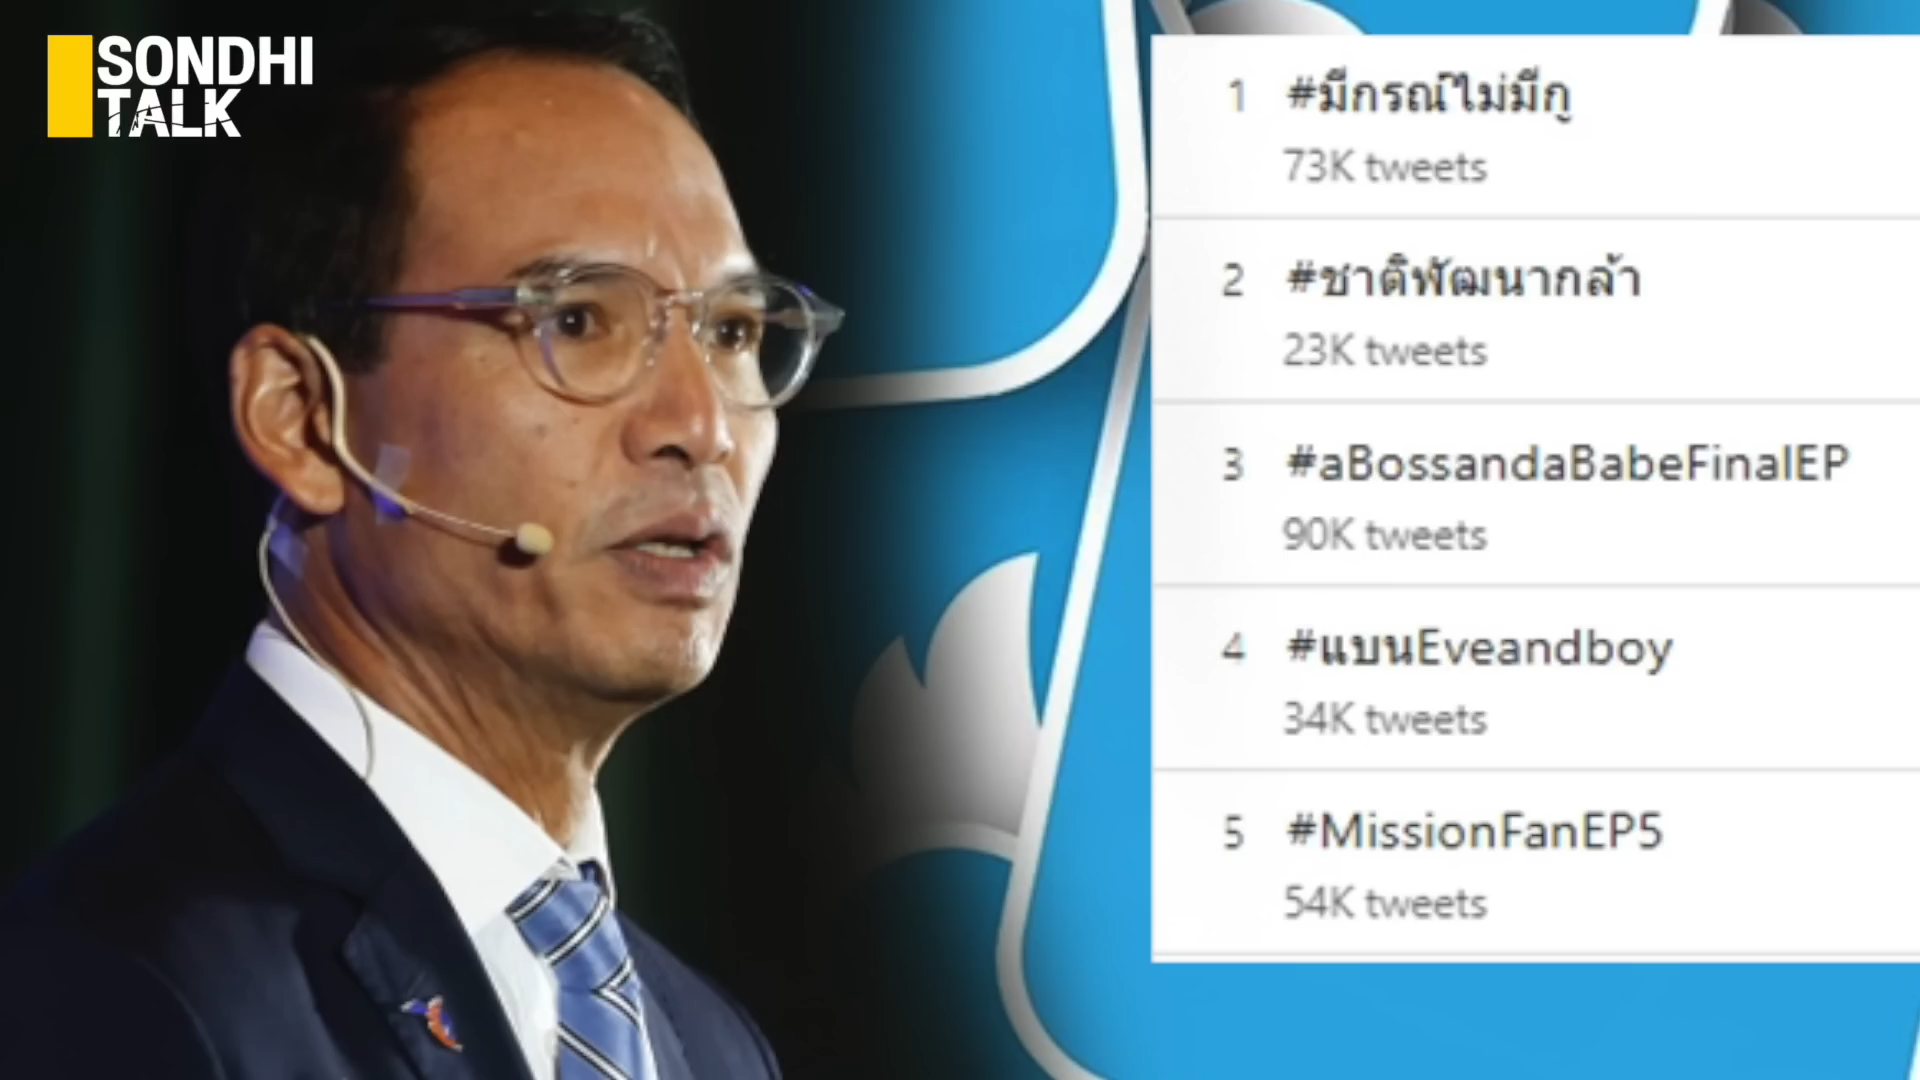 SONDHI
TALK
1 #มีกรณ์ไม่มีกู
73K tweets
2 #ชาติพัฒนากล้า
23K tweets
3 #aBossandaBabeFinalEP
90K tweets
4 #แบนEveandboy
34K tweets
5 #MissionFanEP5
54K tweets